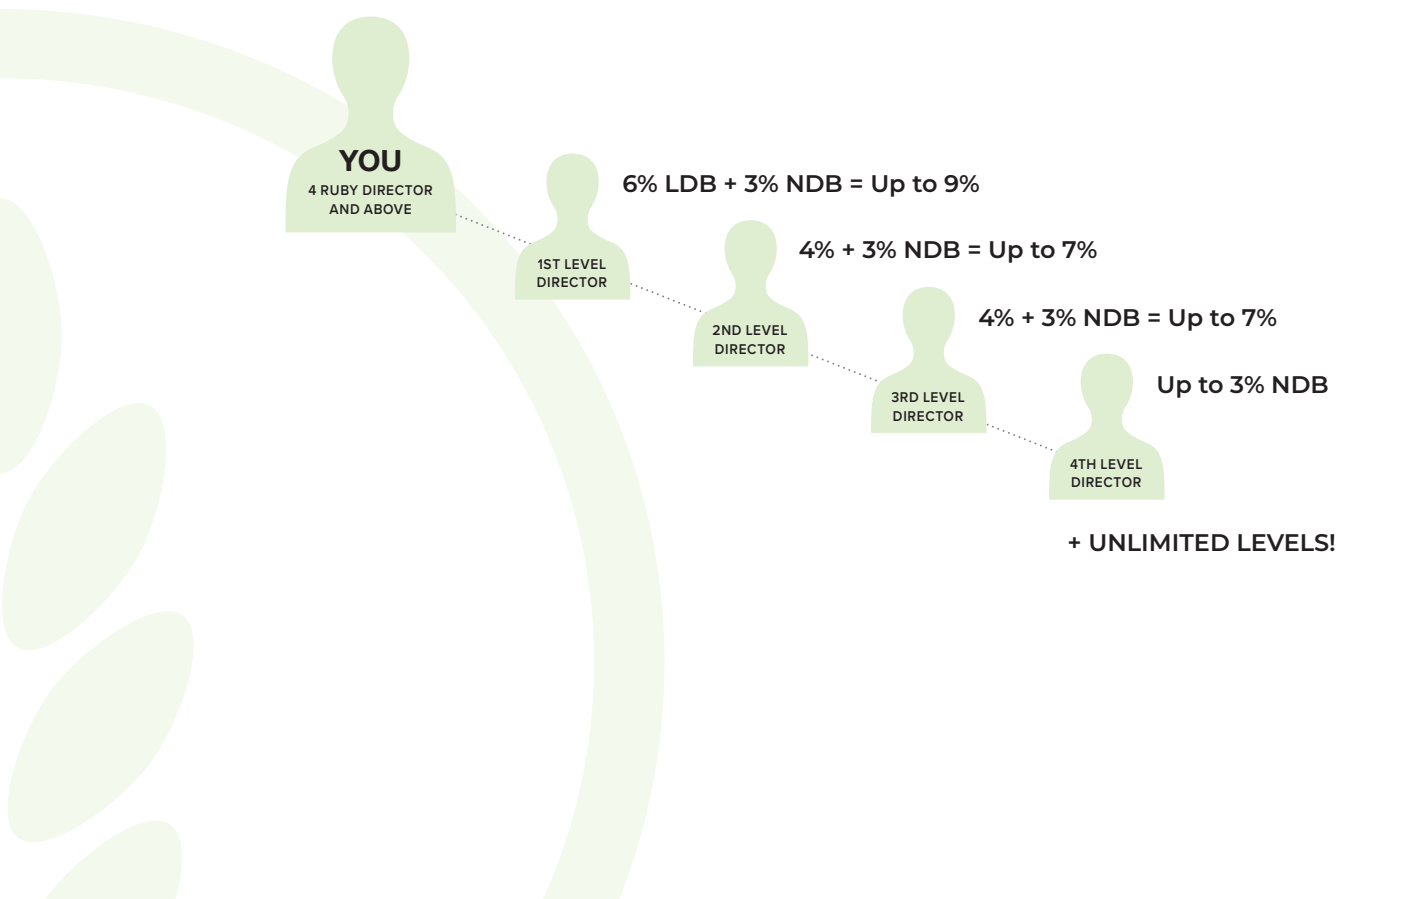 YOU
4 RUBY DIRECTOR
AND ABOVE
6% LDB + 3% NDB = Up to 9%
1ST LEVEL
DIRECTOR
4% + 3% NDB = Up to 7%
2ND LEVEL
DIRECTOR
4% + 3% NDB = Up to 7%
3RD LEVEL
DIRECTOR
Up to 3% NDB
4TH LEVEL
DIRECTOR
+ UNLIMITED LEVELS!